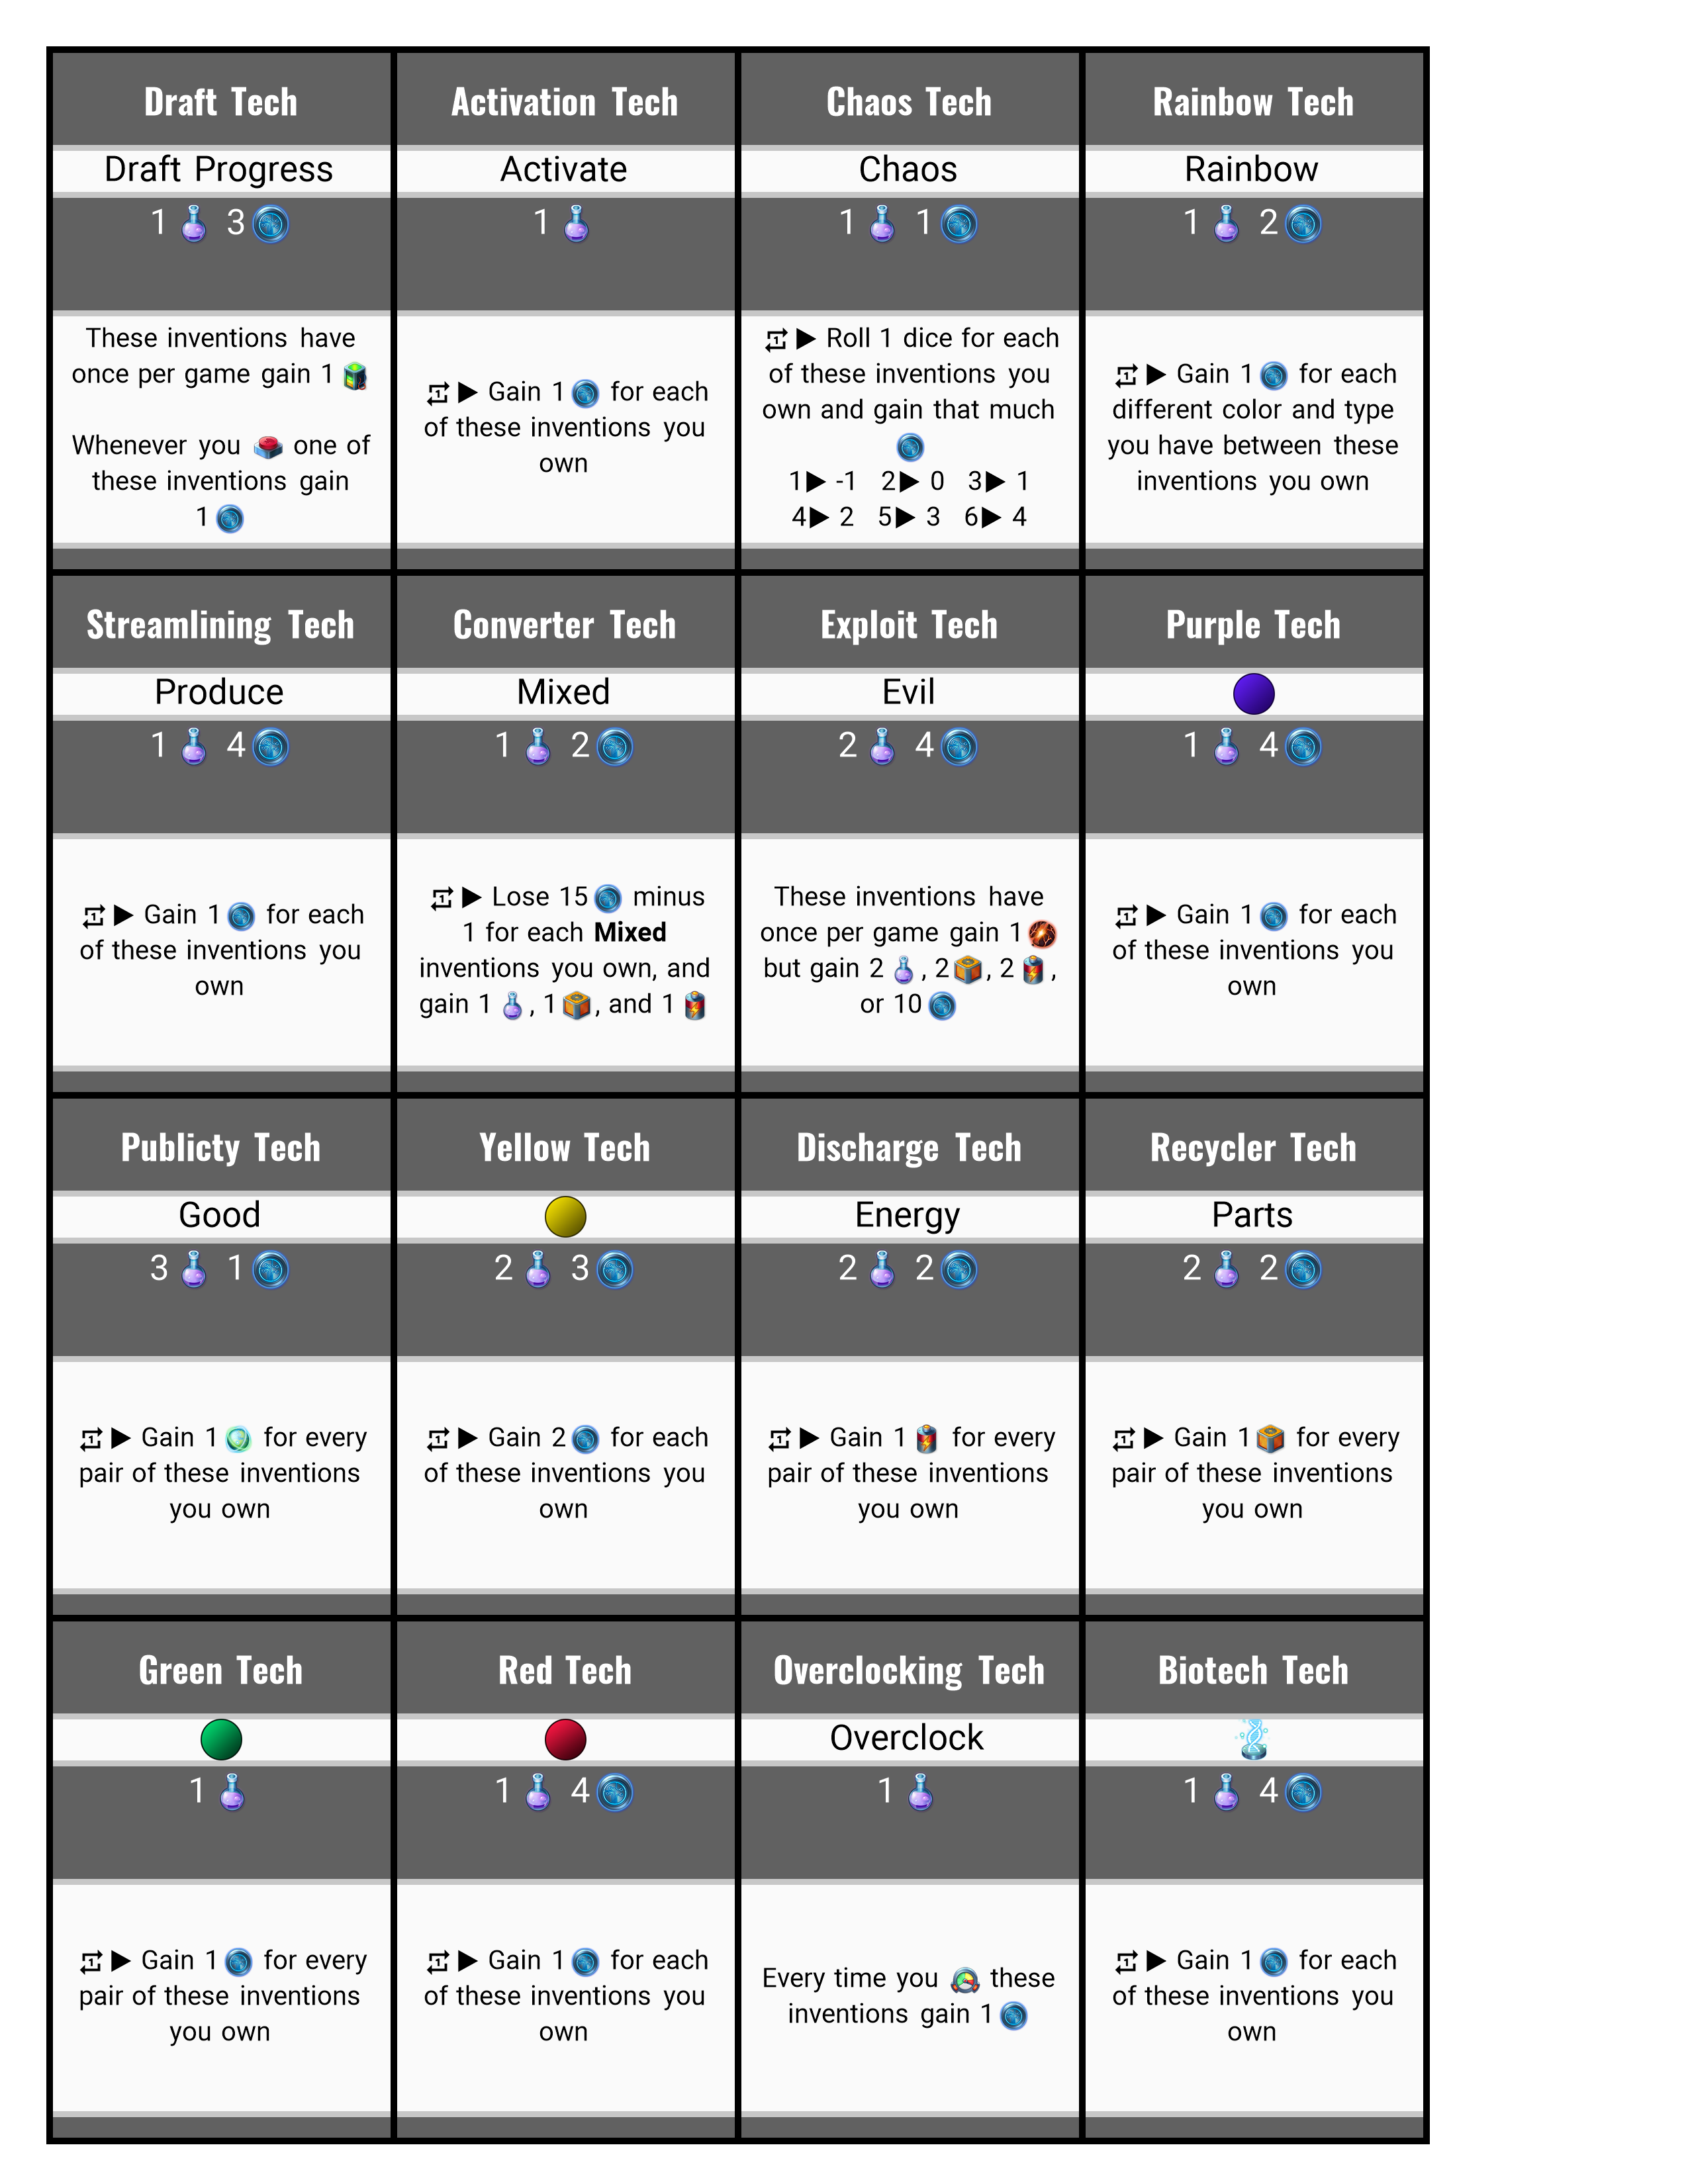 Draft Tech
Draft Progress
1 3
These inventions have
once per game gain 1
Whenever you one of
these inventions gain
1
Activation Tech
Activate
1
1 Gain 1 for each
of these inventions you
own
Chaos Tech
Chaos
1 1
1 Roll 1 dice for each
of these inventions you
own and gain that much
1 -1 2 0 3 1
4 2 5 3 6 4
Rainbow Tech
Rainbow
1 2
1 Gain 1 for each
different color and type
you have between these
inventions you own
Streamlining Tech
Produce
1 4
1 Gain 1 for each
of these inventions you
own
Converter Tech
Mixed
1 2
1 Lose 15 minus
1 for each Mixed
inventions you own, and
gain 1 , 1 , and 1
Exploit Tech
Evil
2 4
These inventions have
once per game gain 1
but gain 2 , 2 , 2 ,
or 10
Purple Tech
1 4
1 Gain 1 for each
of these inventions you
own
Publicty Tech
Good
3 1
1 Gain 1 for every
pair of these inventions
you own
Yellow Tech
2 3
1 Gain 2 for each
of these inventions you
own
Discharge Tech
Energy
2 2
1 Gain 1 for every
pair of these inventions
you own
Recycler Tech
Parts
2 2
1 Gain 1 for every
pair of these inventions
you own
Green Tech
1
1 Gain 1 for every
pair of these inventions
you own
Red Tech
1 4
1 Gain 1 for each
of these inventions you
own
Overclocking Tech
Overclock
1
Every time you these
inventions gain 1
Biotech Tech
1 4
1 Gain 1 for each
of these inventions you
own